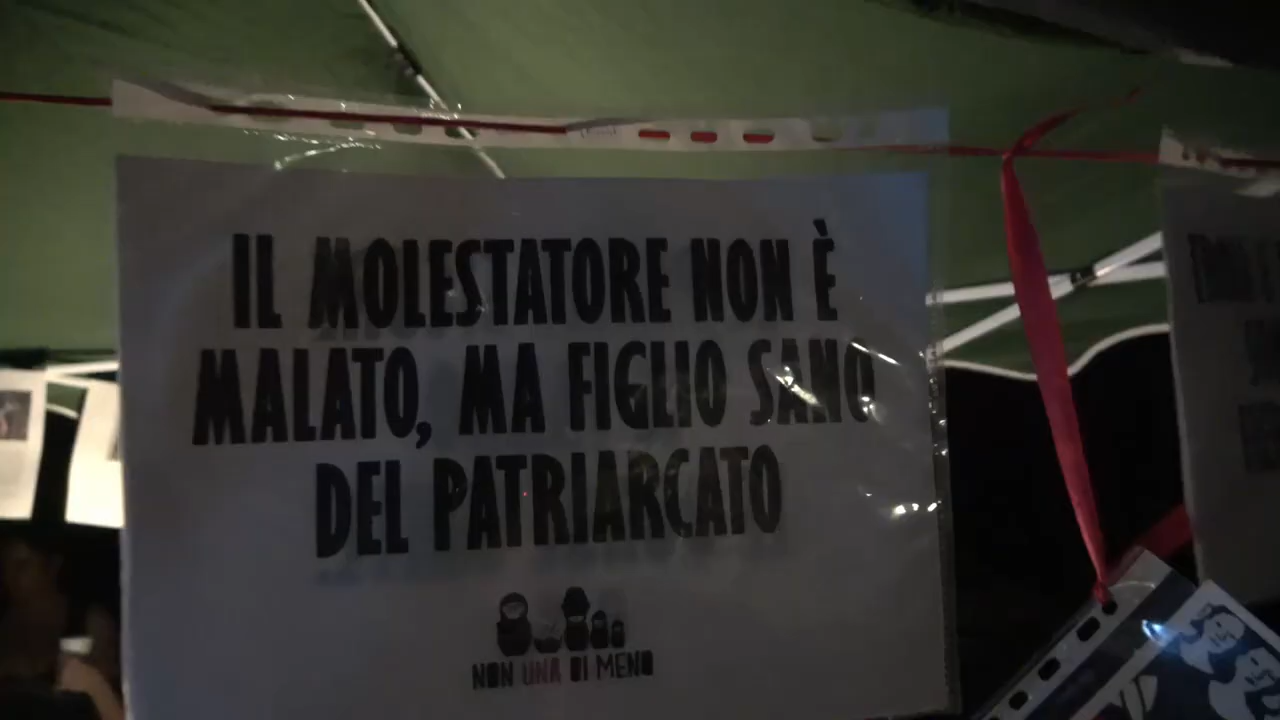 IL MOLESTATORE NON È
MALATO, MA FIGLIO SANO
DEL PATRIARCATO
NON UNA DI MENO